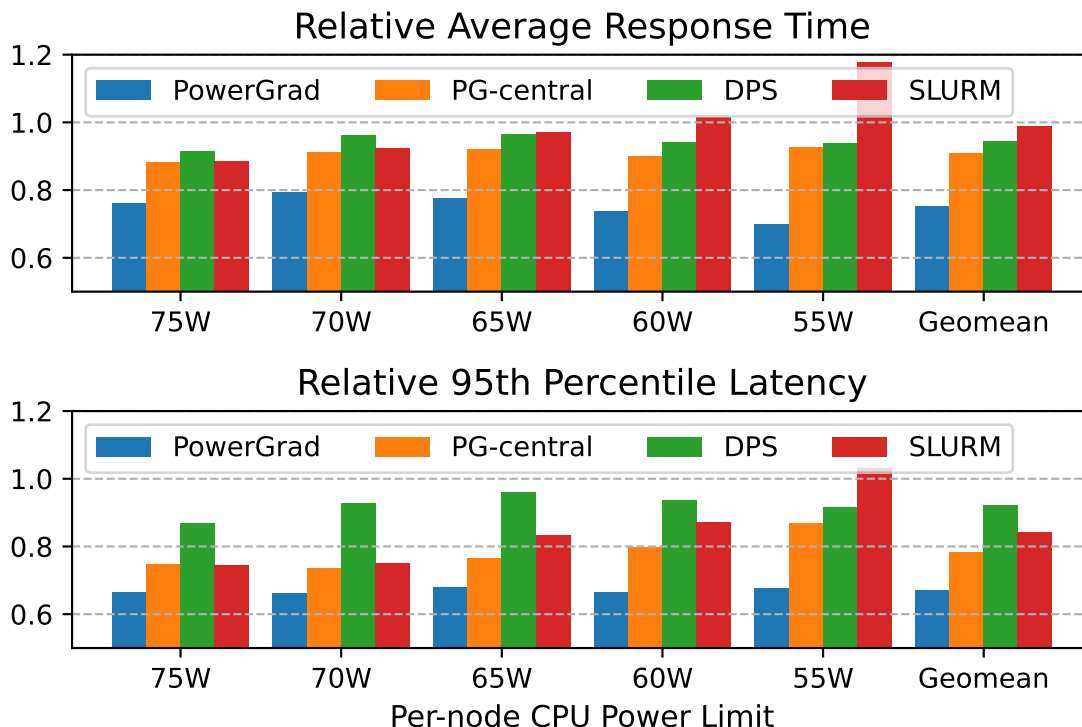 Relative Average Response Time
1.2
PowerGrad PG-central DPS SLURM
1.0
0.8
0.6
75W 70W 65W 60W 55W Geomean
Relative 95th Percentile Latency
1.2
PowerGrad PG-central DPS SLURM
1.0
0.8
0.6
75W 70W 65W 60W 55W Geomean
Per-node CPU Power Limit